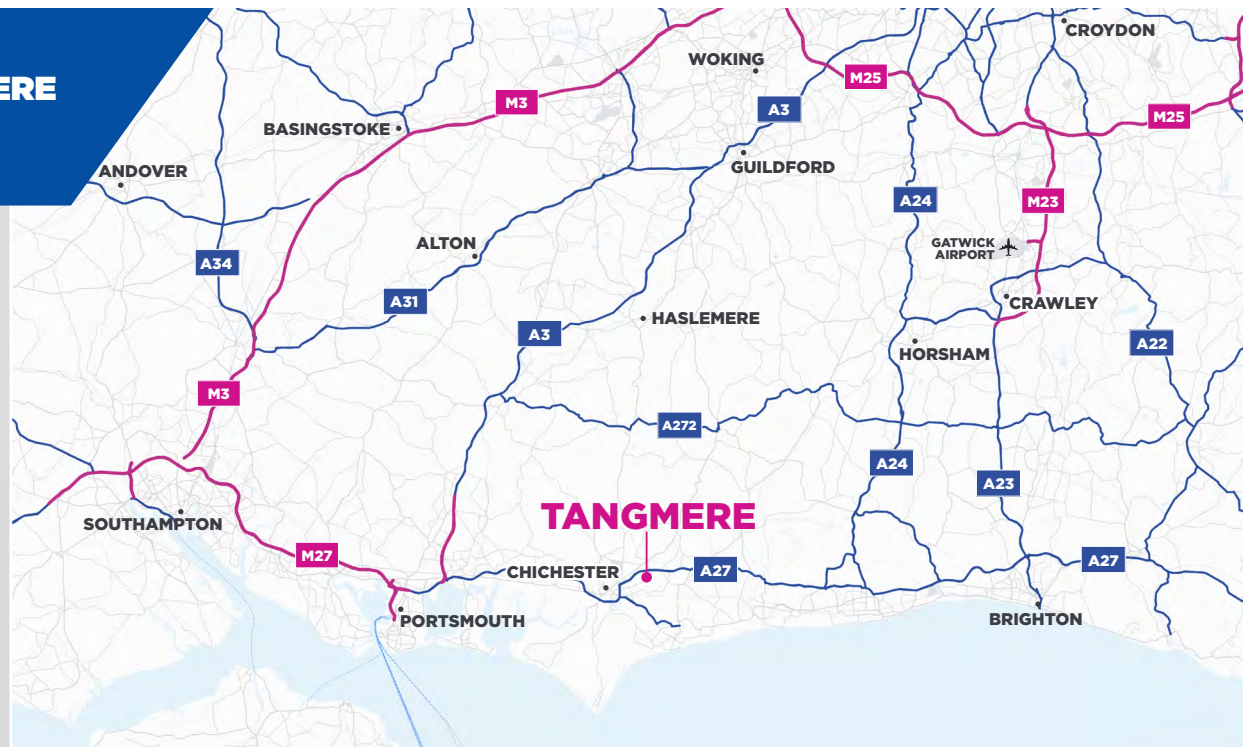 ERE
CROYDON
WOKING
M25
M3
A3
M25
BASINGSTOKE
GUILDFORD
ANDOVER
A24
M23
ALTON
GATWICK
AIRPORT
A34
A31
CRAWLEY
HASLEMERE
A3
HORSHAM
A22
M3
A272
A24
A23
TANGMERE
SOUTHAMPTON
M27
CHICHESTER
A27
A27
PORTSMOUTH
BRIGHTON